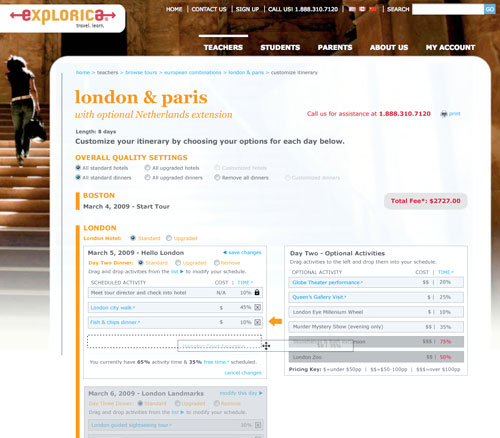 explorica.
travel. learn.
HOME | CONTACT US | SIGN UP | CALL US! 1.888.310.7120 | SEARCH GO
TEACHERS STUDENTS PARENTS ABOUT US MY ACCOUNT
home > teachers > browse tours > european combinations > london & paris > customize itinerary
london & paris
with optional Netherlands extension
Call us for assistance at 1.888.310.7120 print
Length: 8 days
Customize your itinerary by choosing your options for each day below.
OVERALL QUALITY SETTINGS
All standard hotels All upgraded hotels Customized hotels
All standard dinners All upgraded dinners Remove all dinners Customized dinners
BOSTON
March 4, 2009 - Start Tour
Total Fee*: $2727.00
LONDON
London Hotel: Standard Upgraded
March 5, 2009 - Hello London save changes
Day Two Dinner: Standard Upgraded Remove
Drag and drop activities from the list to modify your schedule.
SCHEDULED ACTIVITY COST | TIME
Meet tour director and check into hotel N/A 10%
London city walk $ 45%
Fish & chips dinner $ 10%
You currently have 65% activity time & 35% free time scheduled.
cancel changes
Day Two - Optional Activities
Drag activities to the left and drop them into your schedule.
OPTIONAL ACTIVITY COST | TIME
Globe Theater performance $$ | 20%
Queen's Gallery Visit $ | 25%
London Eye Millenium Wheel $ | 10%
Murder Mystery Show (evening only) $$ | 35%
$$ | 75%
London Zoo $$ | 50%
Pricing Key: $=under $50pp | $$=$50-100pp | $$$=over $100pp
March 6, 2009 - London Landmarks modify this day
Day Three Dinner: Standard Upgraded Remove
Drag and drop activities from the list to modify your schedule.
SCHEDULED ACTIVITY COST | TIME
London guided sightseeing tour $ 30%